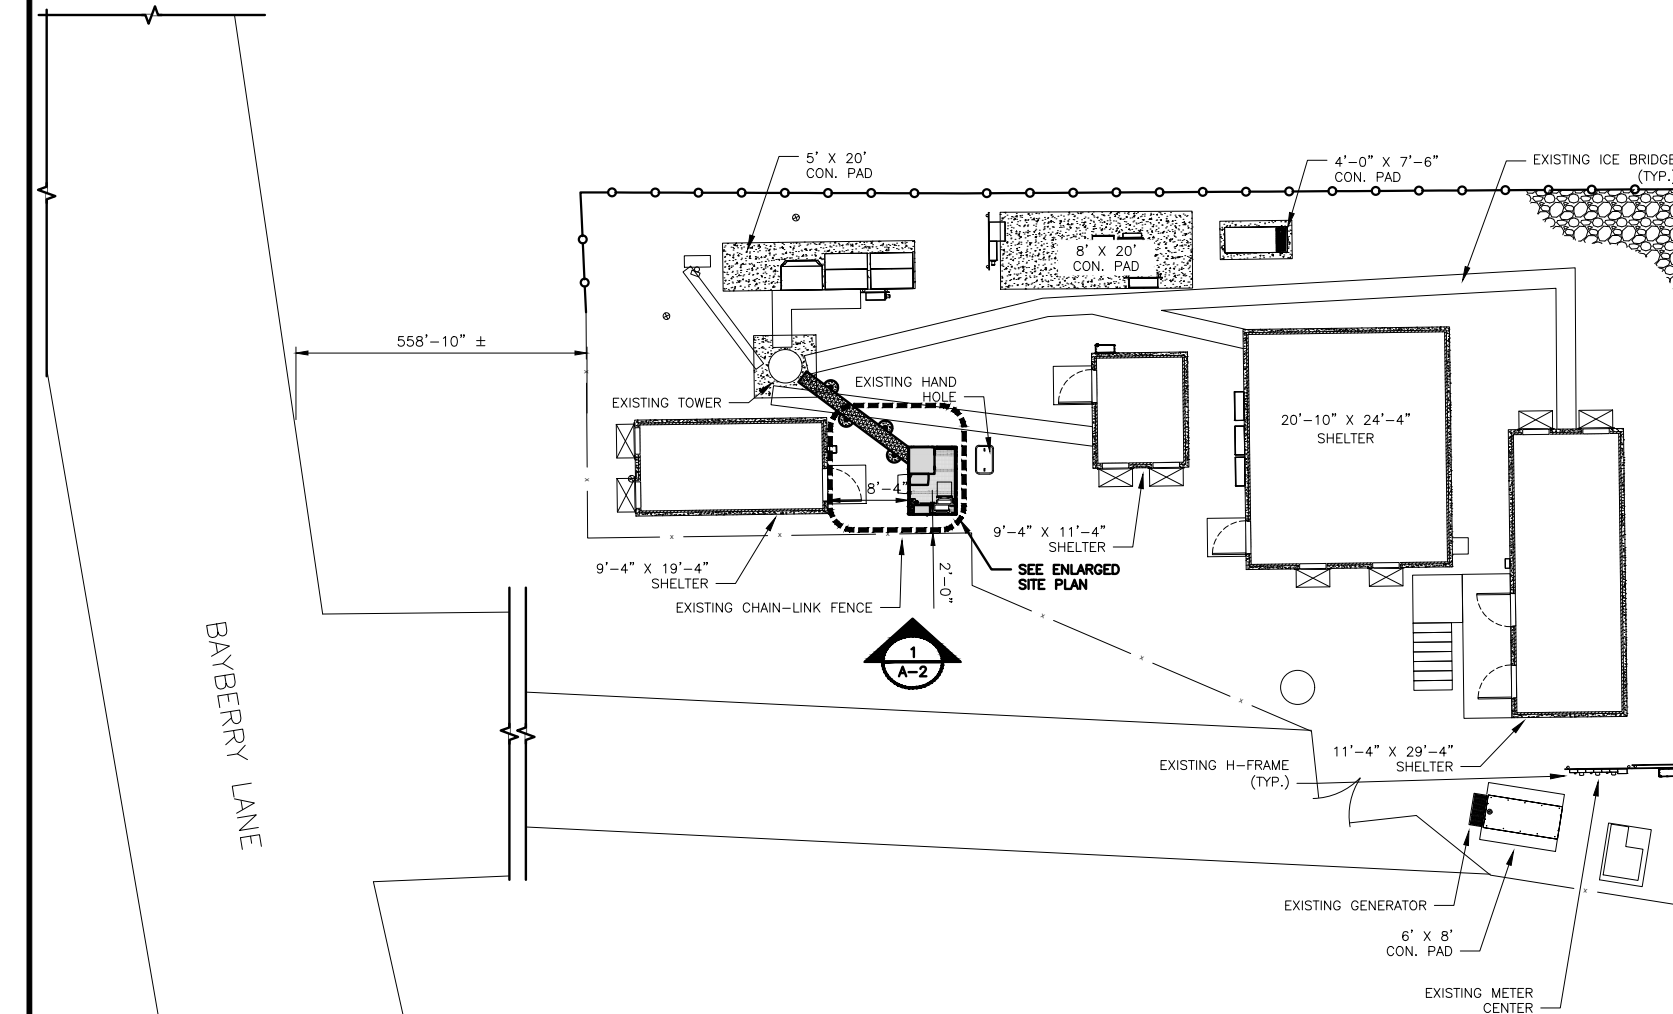 5' X 20'
CON. PAD
4'-0" X 7'-6"
CON. PAD
EXISTING ICE BRIDGE
(TYP.)
8' X 20'
CON. PAD
558'-10" ±
EXISTING HAND
HOLE
EXISTING TOWER
20'-10" X 24'-4"
SHELTER
8'-4"
9'-4" X 11'-4"
SHELTER
9'-4" X 19'-4"
SHELTER
SEE ENLARGED
SITE PLAN
2'-0"
EXISTING CHAIN-LINK FENCE
1
A-2
BAYBERRY LANE
11'-4" X 29'-4"
SHELTER
EXISTING H-FRAME
(TYP.)
EXISTING GENERATOR
6' X 8'
CON. PAD
EXISTING METER
CENTER